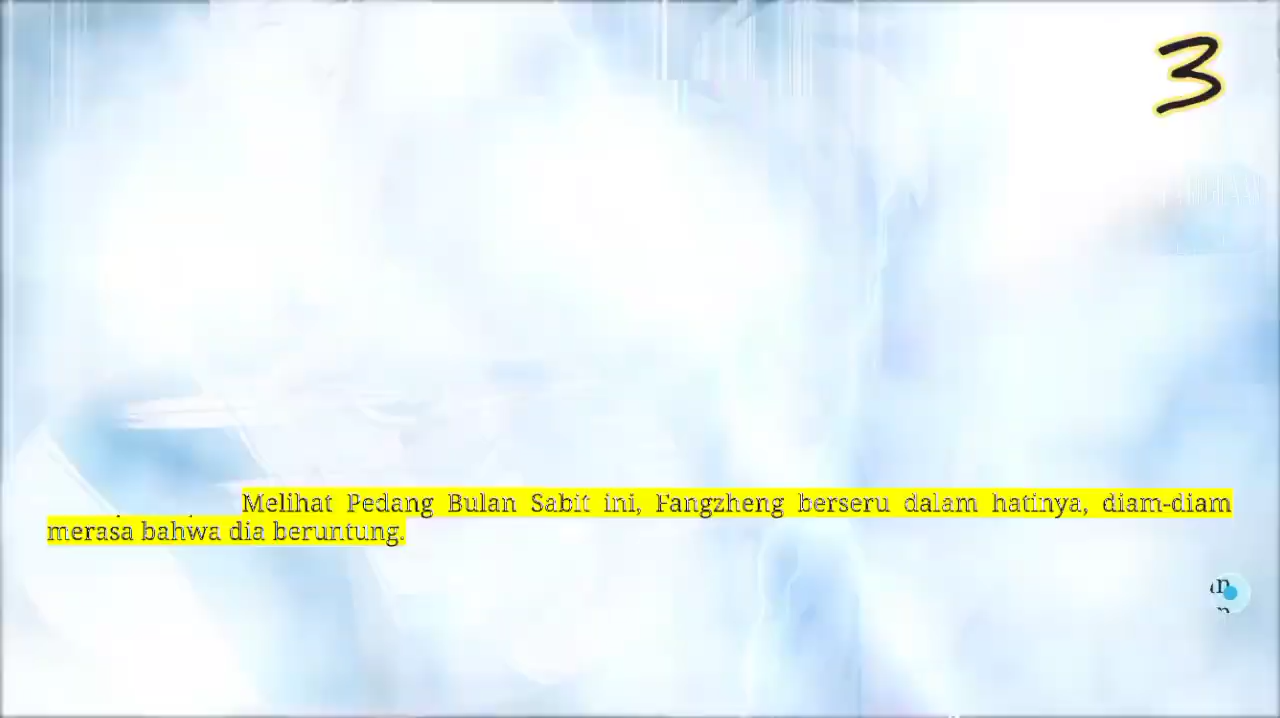 3
Melihat Pedang Bulan Sabit ini, Fangzheng berseru dalam hatinya, diam-diam
merasa bahwa dia beruntung.